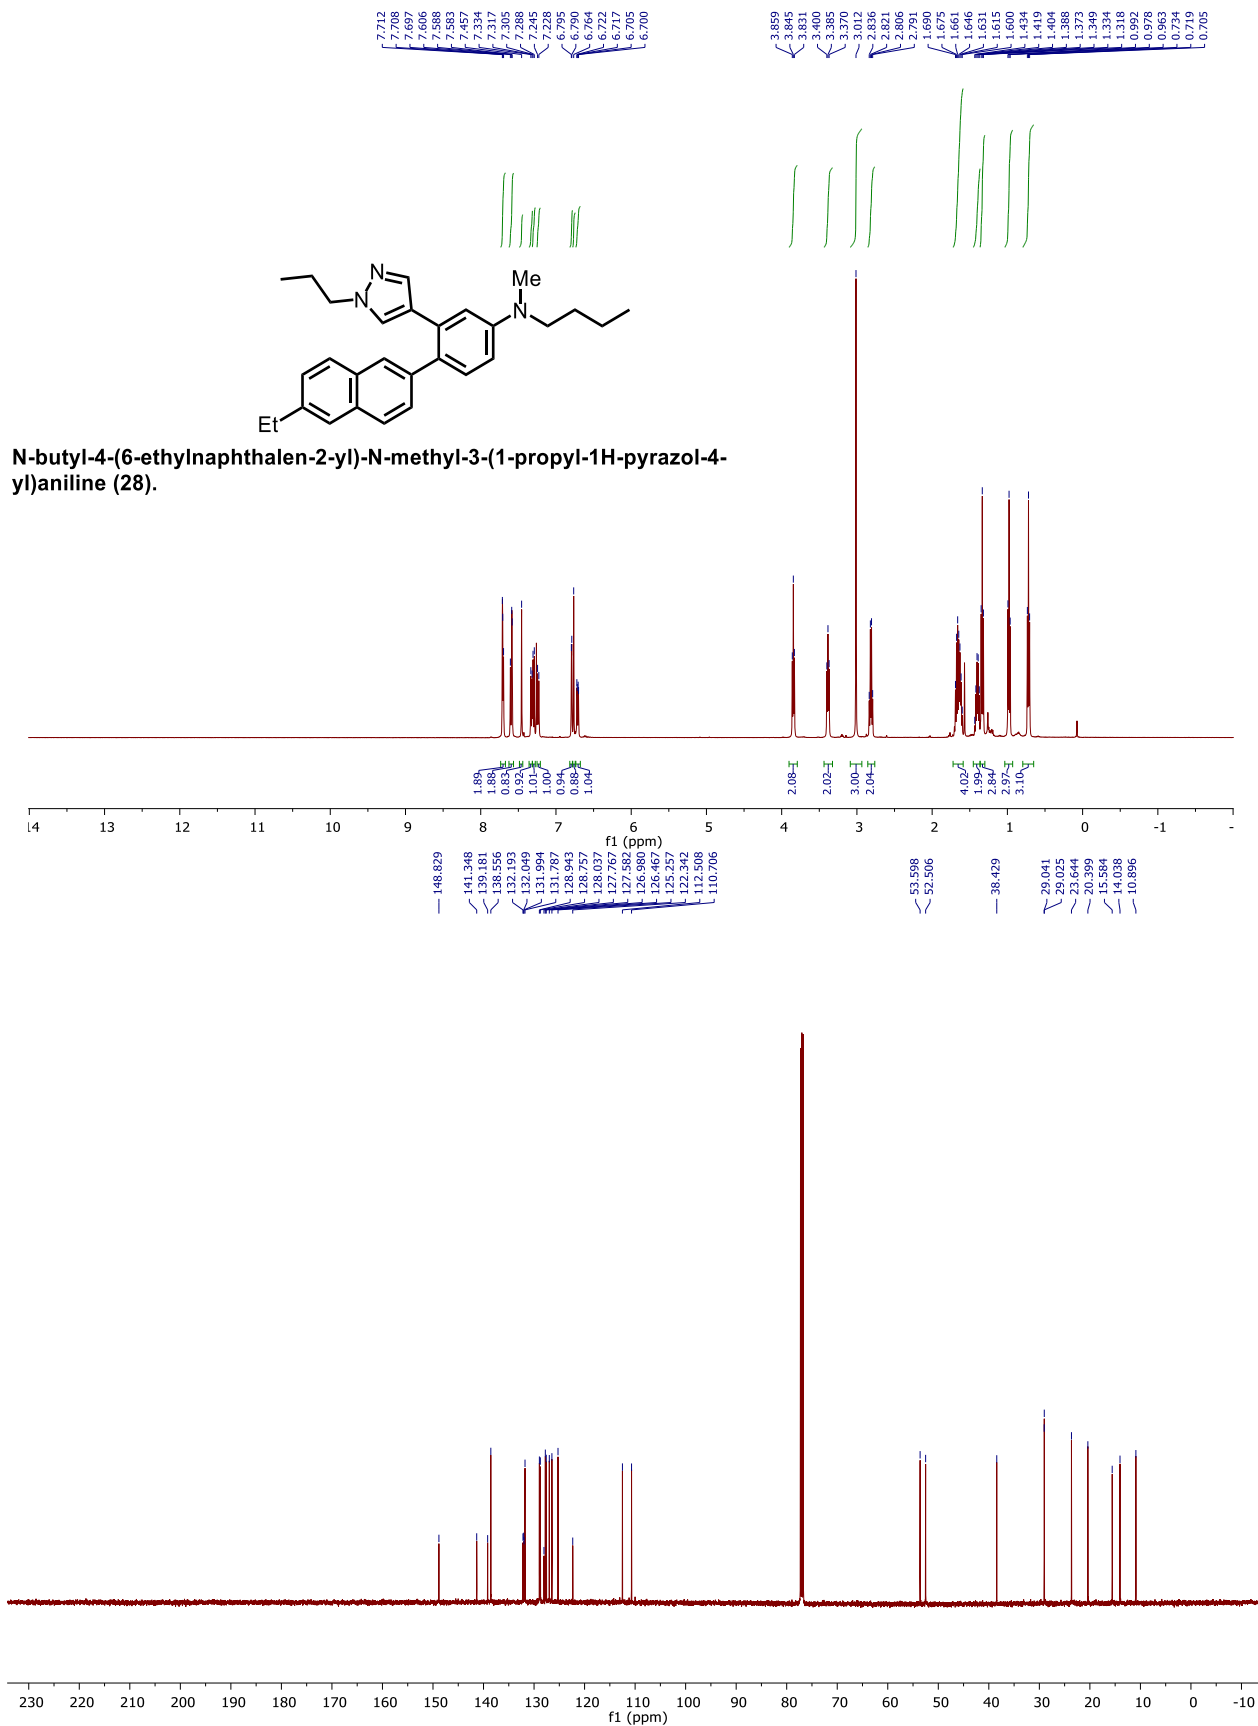 7.712 7.708 7.697 7.606 7.588 7.583 7.457 7.334 7.317 7.305 7.288 7.245 7.228 6.795 6.790 6.764 6.722 6.717 6.705 6.700 3.859 3.845 3.831 3.400 3.385 3.370 3.012 2.836 2.821 2.806 2.791 1.690 1.675 1.661 1.646 1.631 1.615 1.600 1.434 1.419 1.404 1.388 1.373 1.349 1.334 1.318 0.992 0.978 0.963 0.734 0.719 0.705
N Me
N N
Et
N-butyl-4-(6-ethylnaphthalen-2-yl)-N-methyl-3-(1-propyl-1H-pyrazol-4-
yl)aniline (28).
1.89 1.88 0.83 0.92 1.01 1.00 0.94 0.88 1.04 2.08 2.02 3.00 2.04 4.02 1.99 2.84 2.97 3.10
14 13 12 11 10 9 8 7 6 5 4 3 2 1 0 -1 -
f1 (ppm)
148.829 141.348 139.181 138.556 132.193 132.049 131.994 131.787 128.943 128.757 128.037 127.767 127.582 126.980 126.467 125.257 122.342 112.508 110.706 53.598 52.506 38.429 29.041 29.025 23.644 20.399 15.584 14.038 10.896
230 220 210 200 190 180 170 160 150 140 130 120 110 100 90 80 70 60 50 40 30 20 10 0 -10
f1 (ppm)